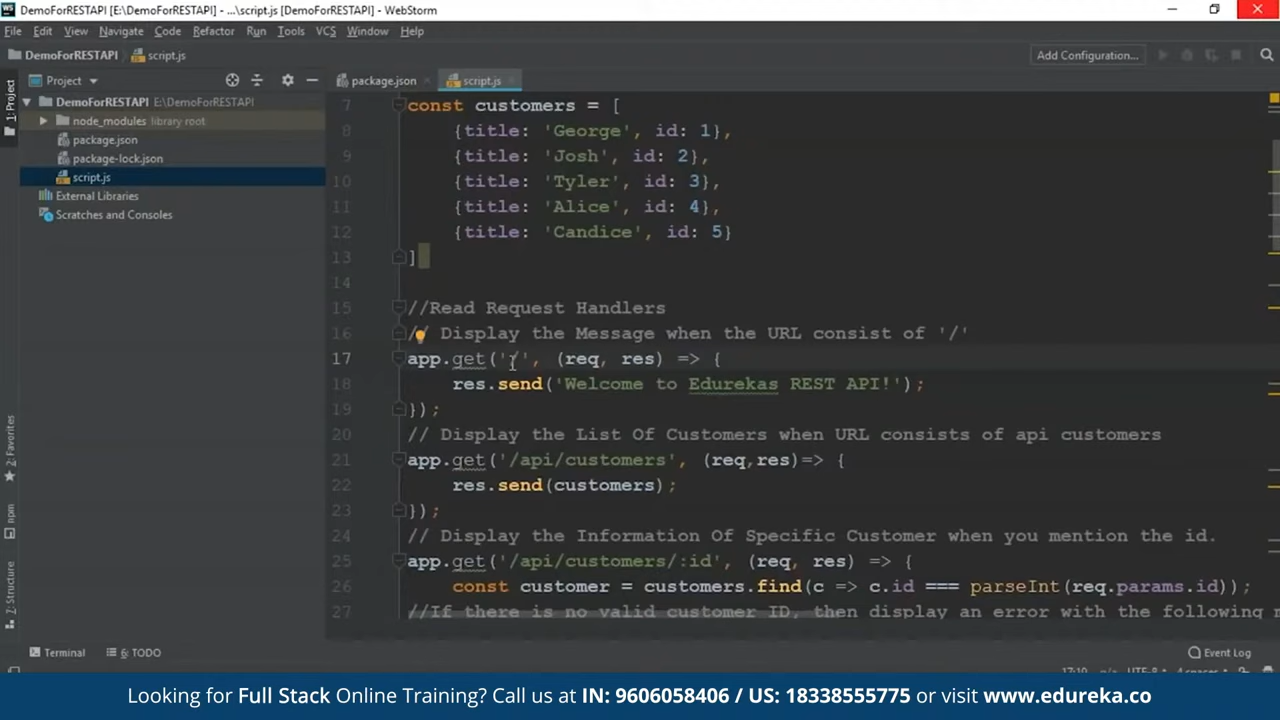 DemoForRESTAPI [E:\DemoForRESTAPI] - ...\script.js [DemoForRESTAPI] - WebStorm
File Edit View Navigate Code Refactor Run Tools VCS Window Help
DemoForRESTAPI script.js Add Configuration...
Project package.json script.js
1: Project
DemoForRESTAPI E:\DemoForRESTAPI
node_modules library root
package.json
package-lock.json
script.js
External Libraries
Scratches and Consoles
7 const customers = [
8 {title: 'George', id: 1},
9 {title: 'Josh', id: 2},
10 {title: 'Tyler', id: 3},
11 {title: 'Alice', id: 4},
12 {title: 'Candice', id: 5}
13 ]
14
15 //Read Request Handlers
16 // Display the Message when the URL consist of '/'
17 app.get('/', (req, res) => {
18 res.send('Welcome to Edurekas REST API!');
19 });
20 // Display the List Of Customers when URL consists of api customers
21 app.get('/api/customers', (req,res)=> {
22 res.send(customers);
23 });
24 // Display the Information Of Specific Customer when you mention the id.
25 app.get('/api/customers/:id', (req, res) => {
26 const customer = customers.find(c => c.id === parseInt(req.params.id));
27 //If there is no valid customer ID, then display an error with the following
2: Favorites
npm
7: Structure
Terminal 6: TODO Event Log
Looking for Full Stack Online Training? Call us at IN: 9606058406 / US: 18338555775 or visit www.edureka.co